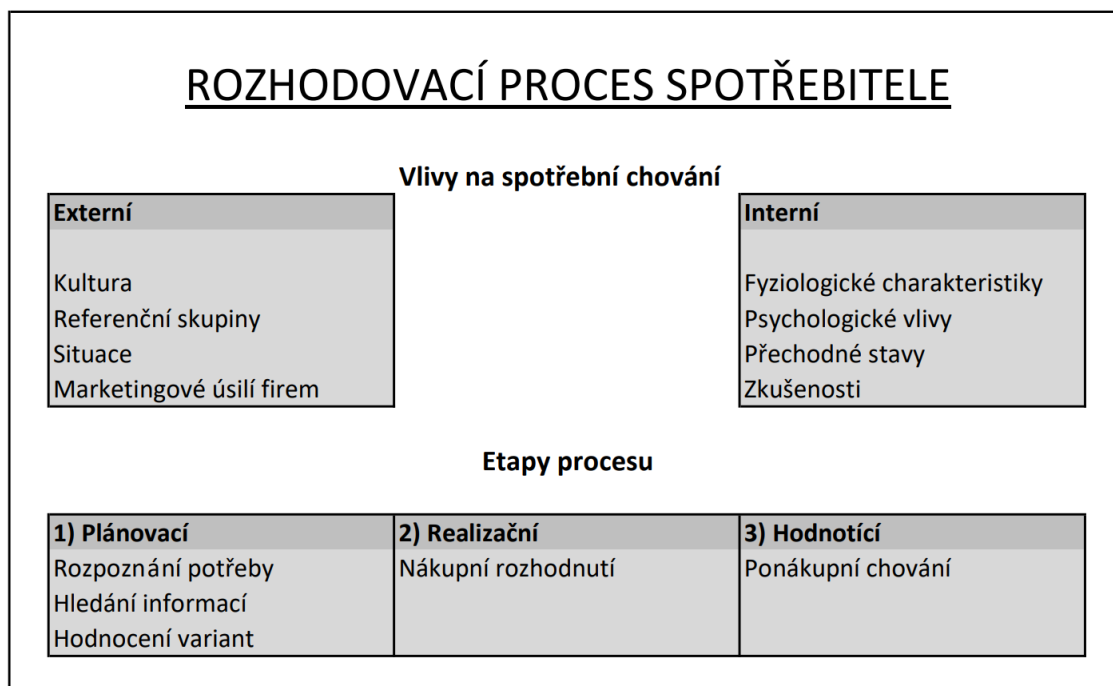 ROZHODOVACÍ PROCES SPOTŘEBITELE
Vlivy na spotřební chování
Externí
Kultura
Referenční skupiny
Situace
Marketingové úsilí firem
Interní
Fyziologické charakteristiky
Psychologické vlivy
Přechodné stavy
Zkušenosti
Etapy procesu
1) Plánovací
Rozpoznání potřeby
Hledání informací
Hodnocení variant
2) Realizační
Nákupní rozhodnutí
3) Hodnotící
Ponákupní chování